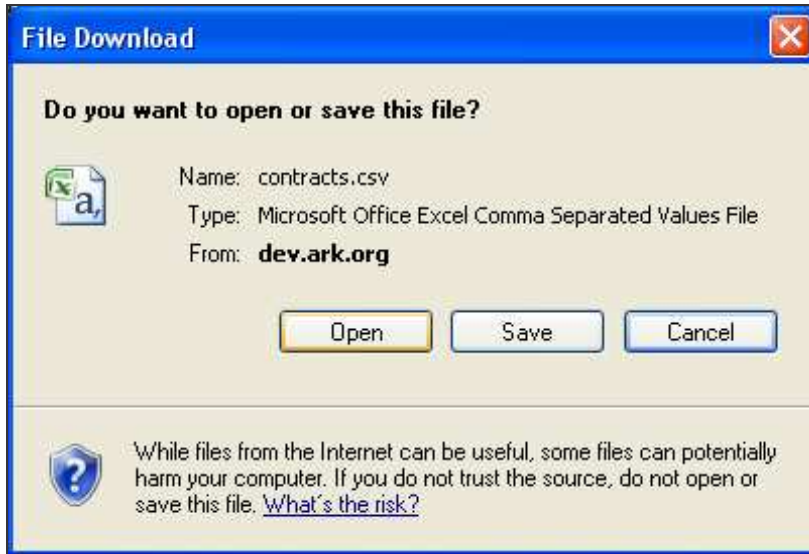 File Download
Do you want to open or save this file?
a,
Name: contracts.csv
Type: Microsoft Office Excel Comma Separated Values File
From: dev.ark.org
Open Save Cancel
While files from the Internet can be useful, some files can potentially
harm your computer. If you do not trust the source, do not open or
save this file. What's the risk?